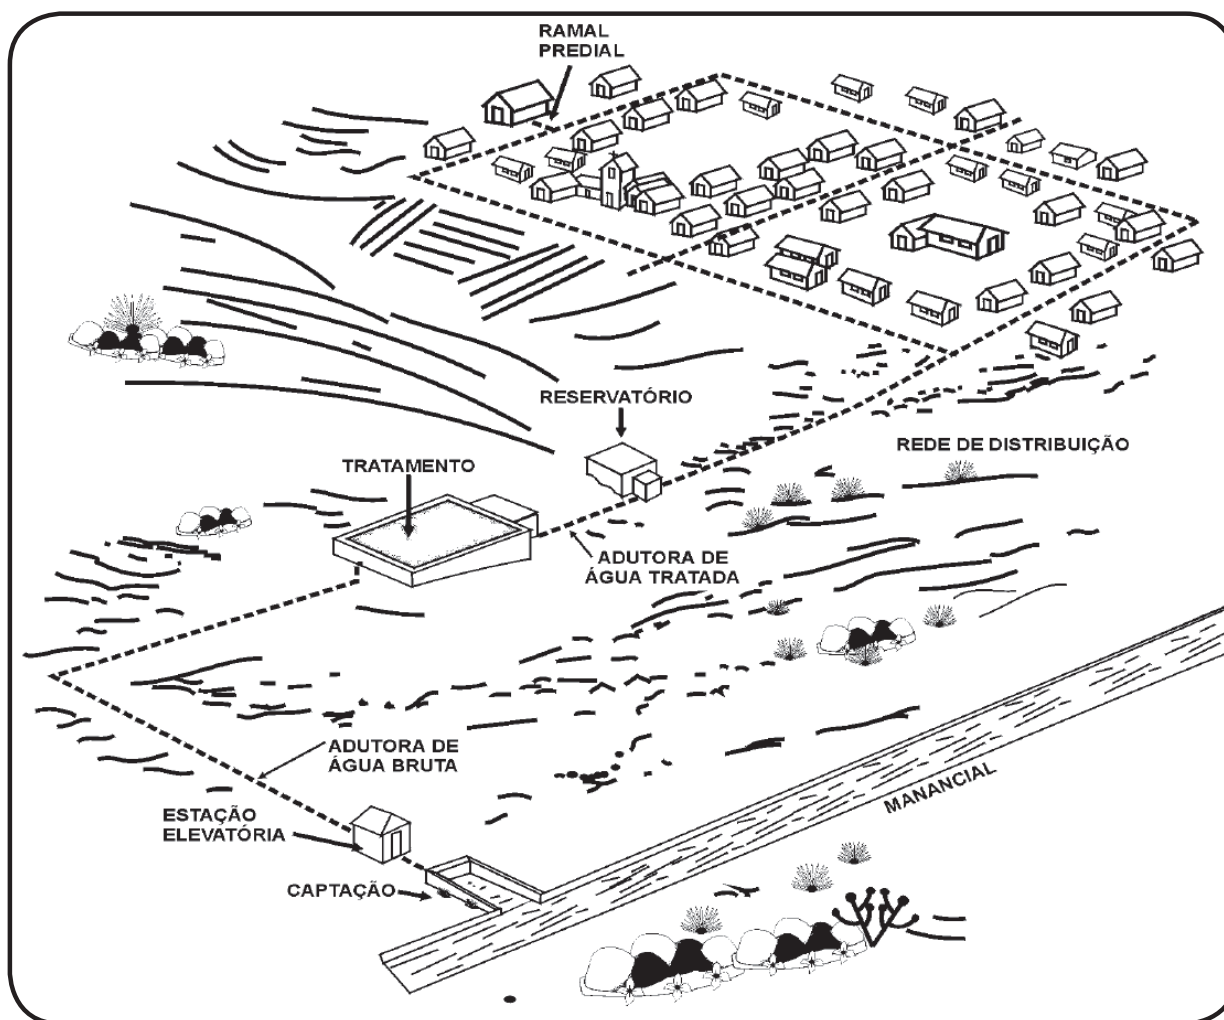 RAMAL
PREDIAL
RESERVATÓRIO
REDE DE DISTRIBUIÇÃO
TRATAMENTO
ADUTORA DE
ÁGUA TRATADA
ADUTORA DE
ÁGUA BRUTA
MANANCIAL
ESTAÇÃO
ELEVATÓRIA
CAPTAÇÃO